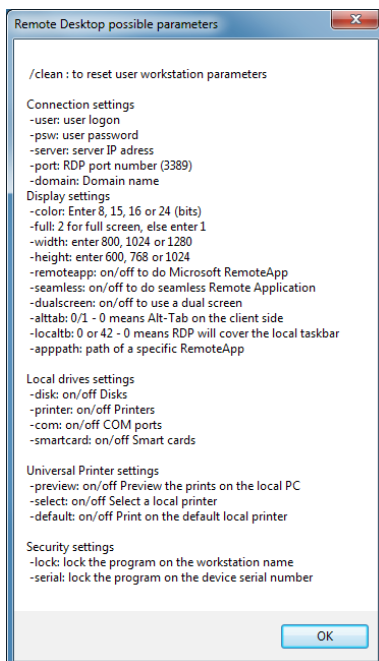 Remote Desktop possible parameters
/clean : to reset user workstation parameters
Connection settings
-user: user logon
-psw: user password
-server: server IP adress
-port: RDP port number (3389)
-domain: Domain name
Display settings
-color: Enter 8, 15, 16 or 24 (bits)
-full: 2 for full screen, else enter 1
-width: enter 800, 1024 or 1280
-height: enter 600, 768 or 1024
-remoteapp: on/off to do Microsoft RemoteApp
-seamless: on/off to do seamless Remote Application
-dualscreen: on/off to use a dual screen
-alttab: 0/1 - 0 means Alt-Tab on the client side
-localtb: 0 or 42 - 0 means RDP will cover the local taskbar
-apppath: path of a specific RemoteApp
Local drives settings
-disk: on/off Disks
-printer: on/off Printers
-com: on/off COM ports
-smartcard: on/off Smart cards
Universal Printer settings
-preview: on/off Preview the prints on the local PC
-select: on/off Select a local printer
-default: on/off Print on the default local printer
Security settings
-lock: lock the program on the workstation name
-serial: lock the program on the device serial number
OK